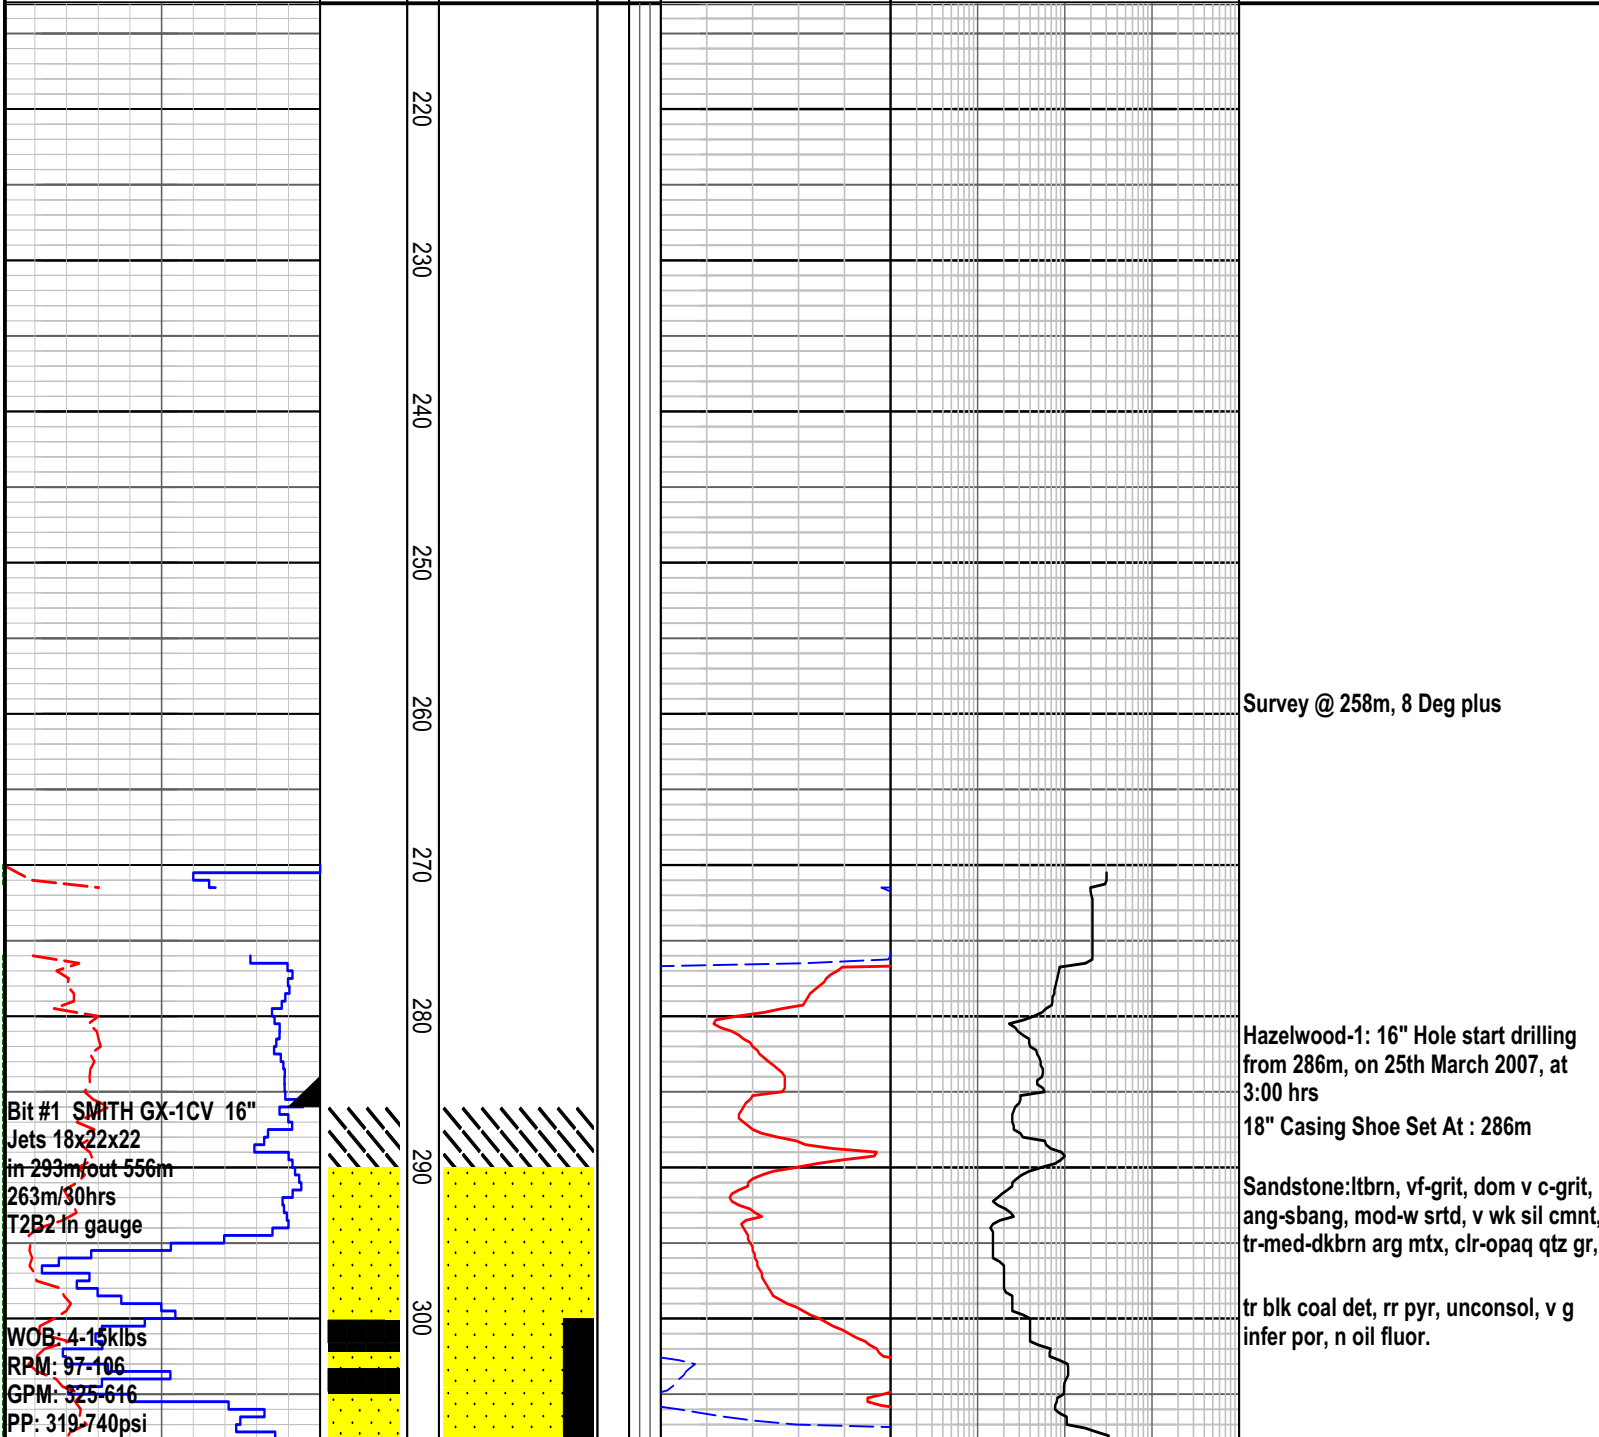 220
230
240
250
260
270
280
290
300
Bit #1 SMITH GX-1CV 16"
Jets 18x22x22
in 293m/out 556m
263m/30hrs
T2B2 In gauge
WOB: 4-15klbs
RPM: 97-106
GPM: 325-616
PP: 319-740psi
Survey @ 258m, 8 Deg plus
Hazelwood-1: 16" Hole start drilling
from 286m, on 25th March 2007, at
3:00 hrs
18" Casing Shoe Set At : 286m
Sandstone:ltbrn, vf-grit, dom v c-grit,
ang-sbang, mod-w srtd, v wk sil cmnt,
tr-med-dkbrn arg mtx, clr-opaq qtz gr,
tr blk coal det, rr pyr, unconsol, v g
infer por, n oil fluor.